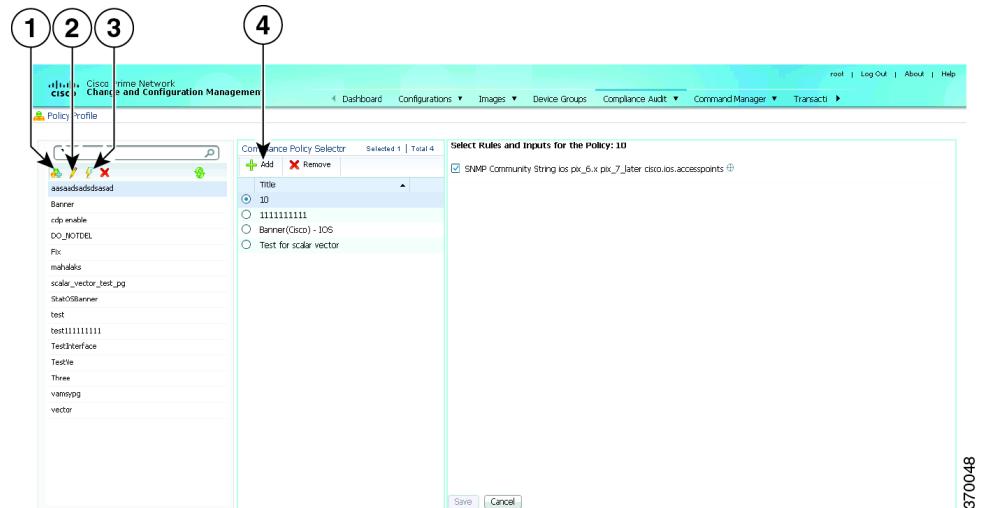 1 2 3 4
root | Log Out | About | Help
CISCO Cisco Prime Network
Change and Configuration Management
Dashboard Configurations Images Device Groups Compliance Audit Command Manager Transacti
Policy Profile
Compliance Policy Selector Selected 1 | Total 4
Select Rules and Inputs for the Policy: 10
Add Remove
SNMP Community String ios pix_6.x pix_7_later cisco.ios.accesspoints
Title
10
1111111111
Banner(Cisco) - IOS
Test for scalar vector
aasaadsadsdsasad
Banner
cdp enable
DO_NOTDEL
Fix
mahalaks
scalar_vector_test_pg
StatOSBanner
test
test111111111
TestInterface
Three
vamsypg
vector
Save Cancel
370048